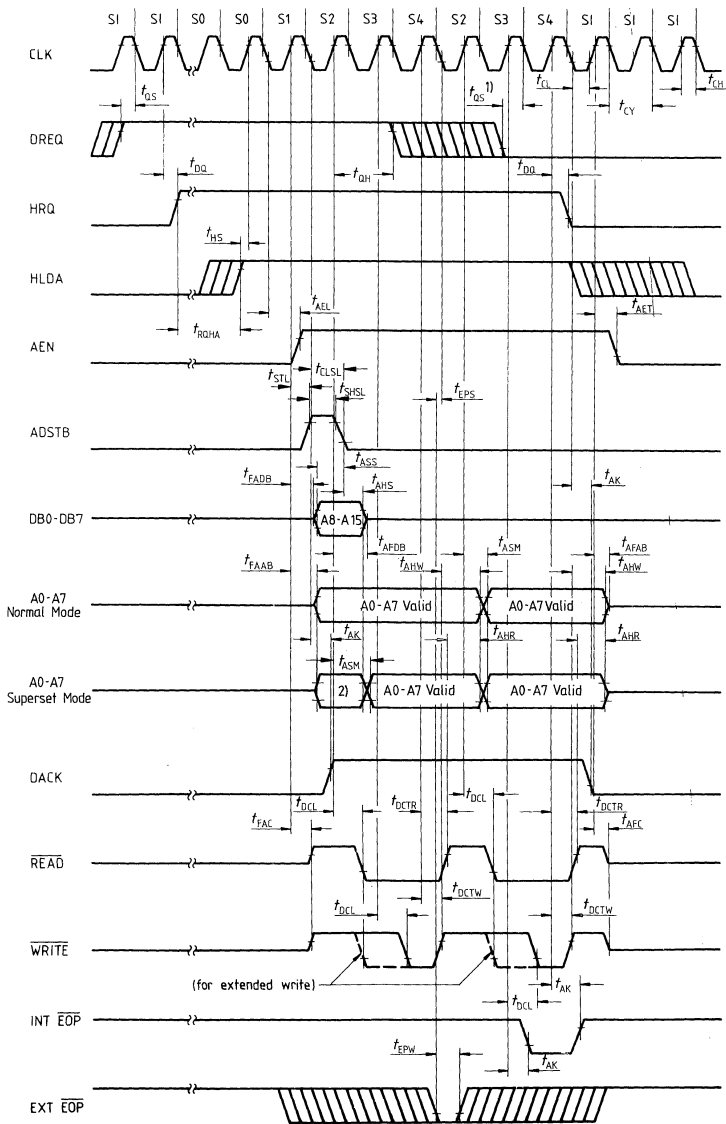 SI SI S0 S0 S1 S2 S3 S4 S2 S3 S4 SI SI SI
CLK
tQS tQS1) tCL tCY tCH
DREQ
tDQ tQH tDQ
HRQ
tHS
HLDA
tRQHA tAEL tAET
AEN
tSTL tCLSL
tSHSL tEPS
ADSTB
tASS
tFADB tAHS tAK
DB0-DB7 A8-A15
tAFDB tASM tAFAB
tFAAB tAHW tAHW
A0-A7
Normal Mode A0-A7 Valid A0-A7 Valid
tAK tAHR tAHR
tASM
A0-A7
Superset Mode 2) A0-A7 Valid A0-A7 Valid
DACK
tDCL tDCTR tDCL tDCTR
tFAC tAFC
READ
tDCTW
tDCL tDCTW
WRITE
(for extended write)
tAK
tDCL
INT EOP
tEPW tAK
EXT EOP